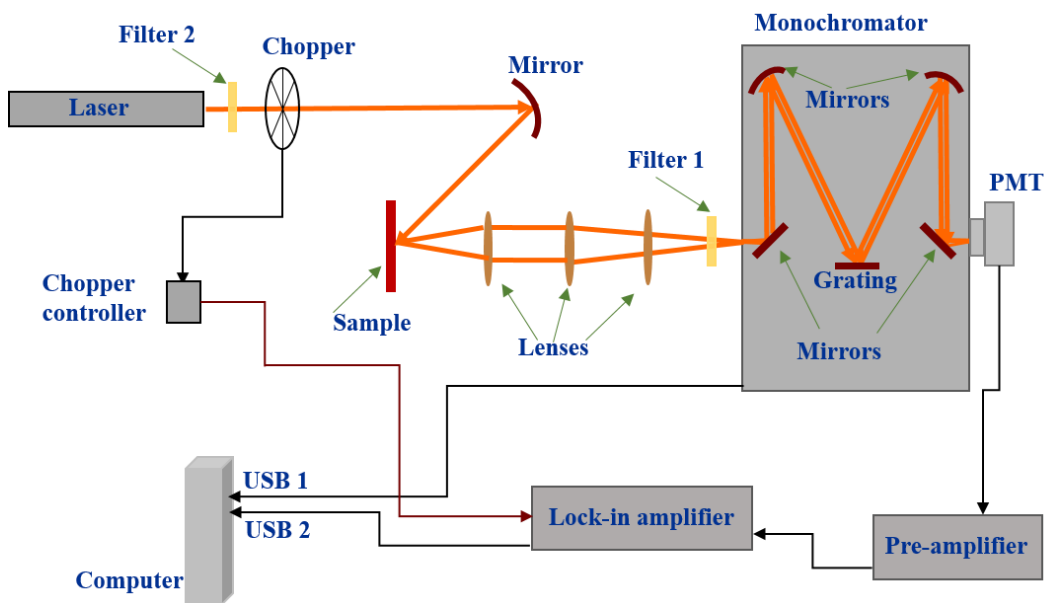 Monochromator
Filter 2
Chopper
Mirror
Laser
Mirrors
Filter 1
PMT
Chopper
controller
Grating
Sample
Lenses
Mirrors
USB 1
USB 2
Lock-in amplifier
Pre-amplifier
Computer